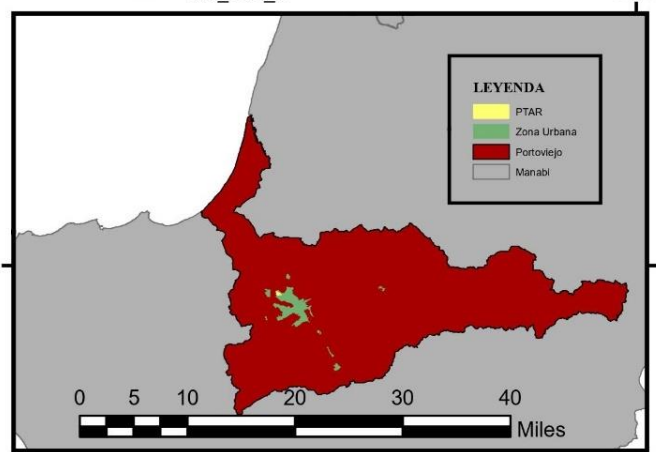 LEYENDA
PTAR
Zona Urbana
Portoviejo
Manabí
0 5 10 20 30 40
Miles